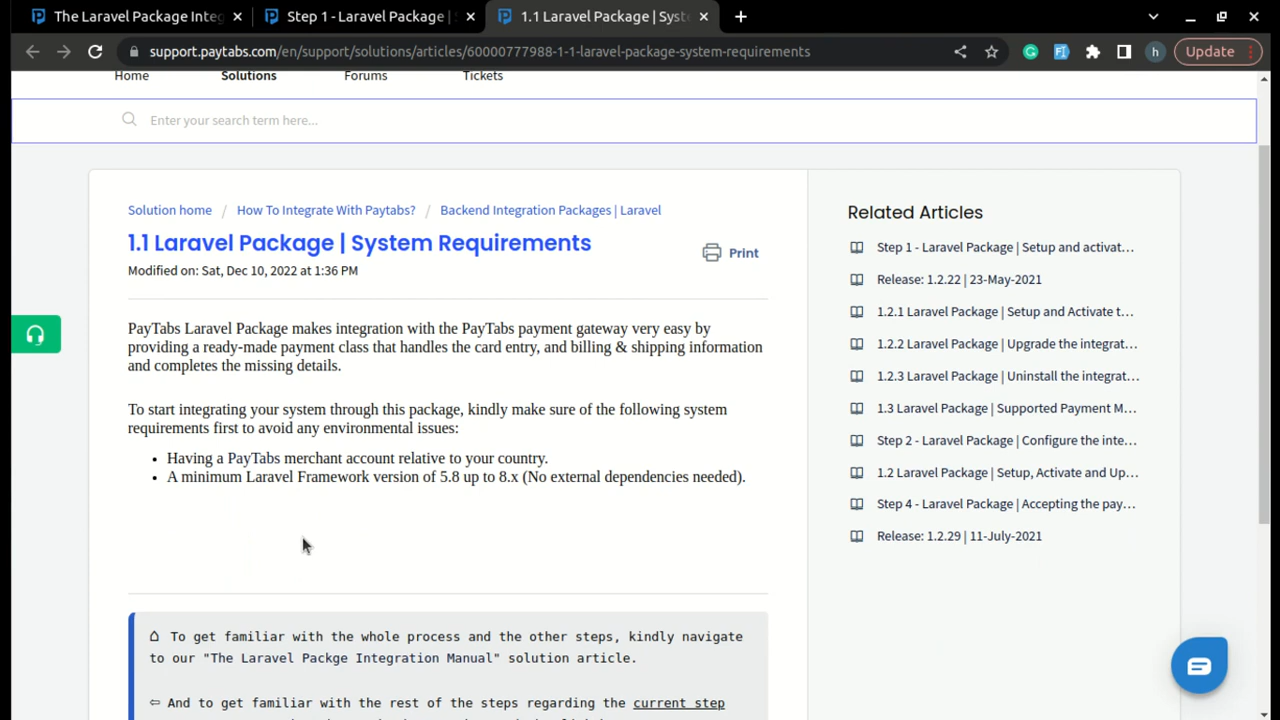 The Laravel Package Integ
Step 1 - Laravel Package |
1.1 Laravel Package | Syst
support.paytabs.com/en/support/solutions/articles/60000777988-1-1-laravel-package-system-requirements
h
Update
Home
Solutions
Forums
Tickets
Enter your search term here...
Solution home / How To Integrate With Paytabs? / Backend Integration Packages | Laravel
1.1 Laravel Package | System Requirements
Print
Modified on: Sat, Dec 10, 2022 at 1:36 PM
PayTabs Laravel Package makes integration with the PayTabs payment gateway very easy by
providing a ready-made payment class that handles the card entry, and billing & shipping information
and completes the missing details.
To start integrating your system through this package, kindly make sure of the following system
requirements first to avoid any environmental issues:
• Having a PayTabs merchant account relative to your country.
• A minimum Laravel Framework version of 5.8 up to 8.x (No external dependencies needed).
⌂ To get familiar with the whole process and the other steps, kindly navigate
to our "The Laravel Packge Integration Manual" solution article.
⇦ And to get familiar with the rest of the steps regarding the current step
Related Articles
Step 1 - Laravel Package | Setup and activat...
Release: 1.2.22 | 23-May-2021
1.2.1 Laravel Package | Setup and Activate t...
1.2.2 Laravel Package | Upgrade the integrat...
1.2.3 Laravel Package | Uninstall the integrat...
1.3 Laravel Package | Supported Payment M...
Step 2 - Laravel Package | Configure the inte...
1.2 Laravel Package | Setup, Activate and Up...
Step 4 - Laravel Package | Accepting the pay...
Release: 1.2.29 | 11-July-2021